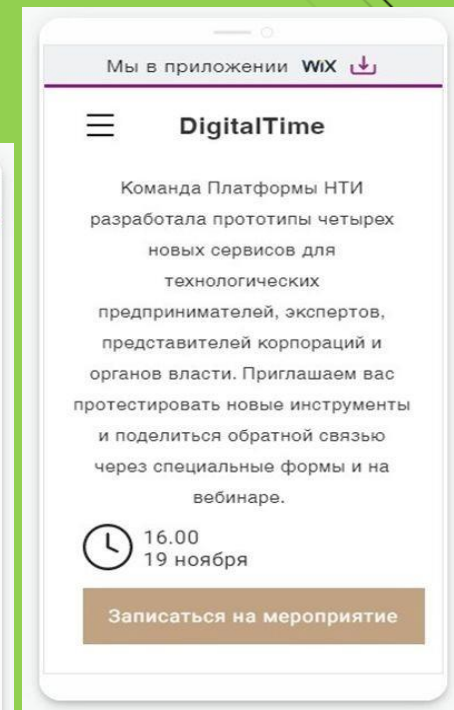 Мы в приложении WiX
DigitalTime
Команда Платформы НТИ
разработала прототипы четырех
новых сервисов для
технологических
предпринимателей, экспертов,
представителей корпораций и
органов власти. Приглашаем вас
протестировать новые инструменты
и поделиться обратной связью
через специальные формы и на
вебинаре.
16.00
19 ноября
Записаться на мероприятие